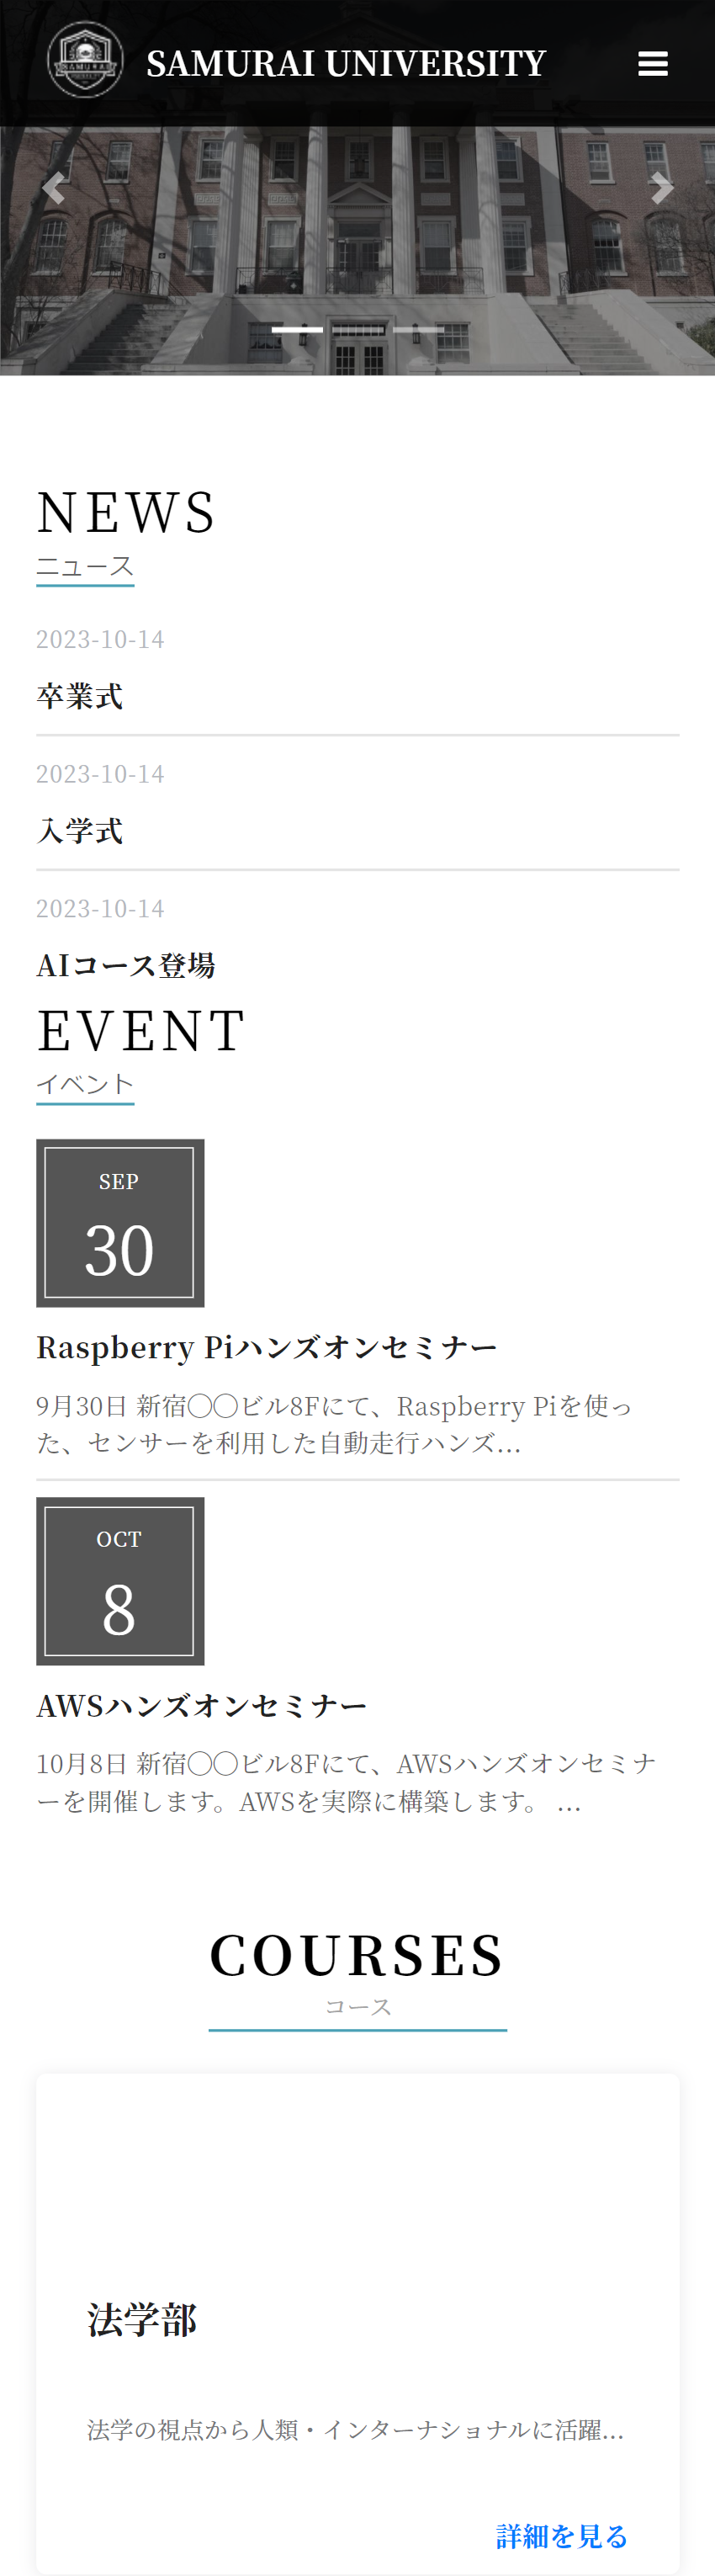 SAMURAI
SAMURAI UNIVERSITY
NEWS
ニュース
2023-10-14
卒業式
2023-10-14
入学式
2023-10-14
AIコース登場
EVENT
イベント
SEP
30
Raspberry Piハンズオンセミナー
9月30日 新宿◯◯ビル8Fにて、Raspberry Piを使っ
た、センサーを利用した自動走行ハンズ...
OCT
8
AWSハンズオンセミナー
10月8日 新宿◯◯ビル8Fにて、AWSハンズオンセミナ
ーを開催します。AWSを実際に構築します。 ...
COURSES
コース
法学部
法学の視点から人類・インターナショナルに活躍...
詳細を見る